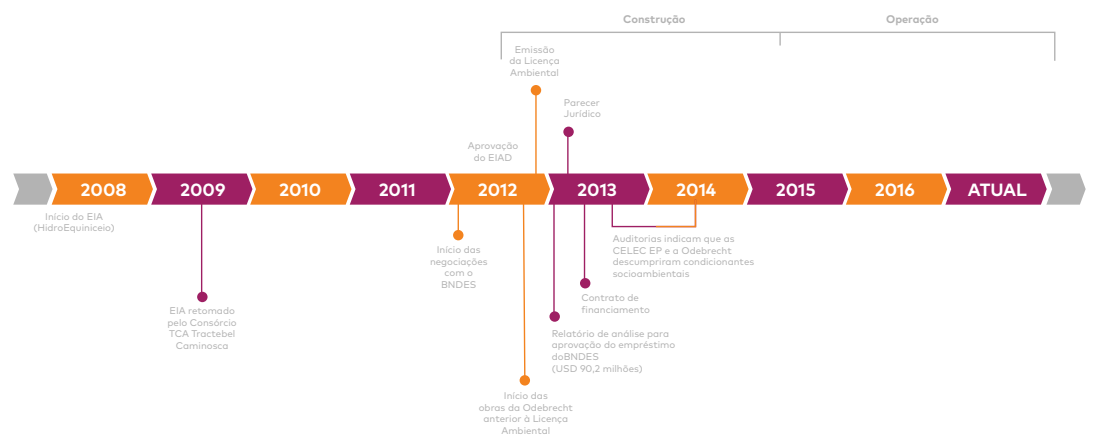 Construção
Operação
Emissão
da Licença
Ambiental
Parecer
Jurídico
Aprovação
do EIAD
2008
2009
2010
2011
2012
2013
2014
2015
2016
ATUAL
Início do EIA
(HidroEquiniceio)
EIA retomado
pelo Consórcio
TCA Tractebel
Caminosca
Início das
negociações
com o
BNDES
Início das
obras da Odebrecht
anterior à Licença
Ambiental
Relatório de análise para
aprovação do empréstimo
doBNDES
(USD 90,2 milhões)
Contrato de
financiamento
Auditorias indicam que as
CELEC EP e a Odebrecht
descumpriram condicionantes
socioambientais